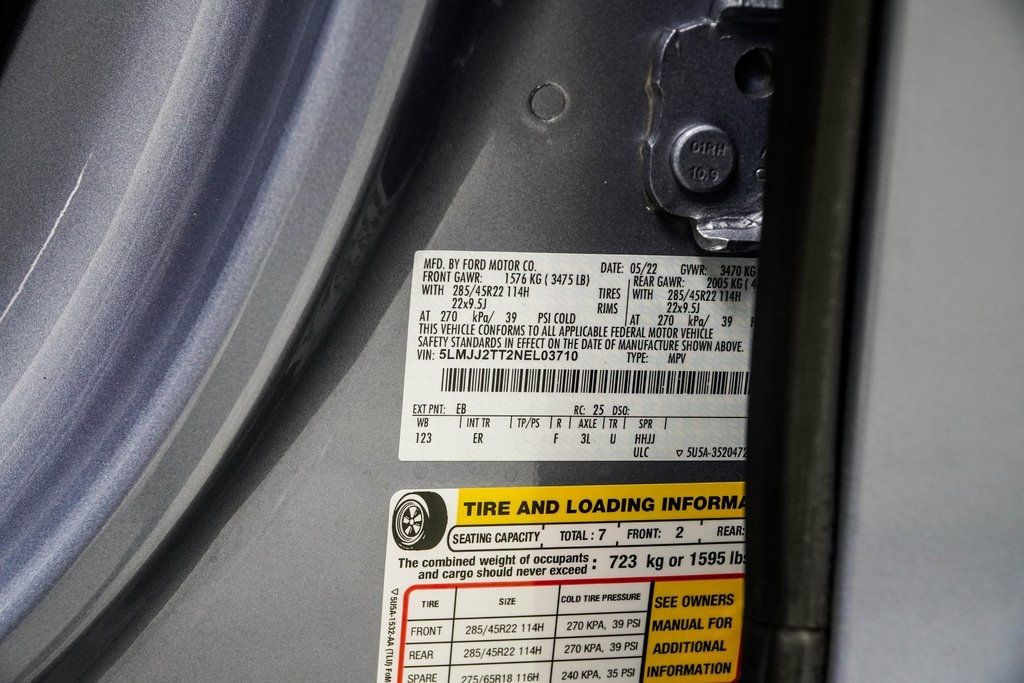 01RH
10.9
MFD. BY FORD MOTOR CO. DATE: 05/22 GVWR: 3470 KG
FRONT GAWR: 1576 KG ( 3475 LB) REAR GAWR: 2005 KG ( 4
WITH 285/45R22 114H TIRES WITH 285/45R22 114H
22x9.5J RIMS 22x9.5J
AT 270 kPa/ 39 PSI COLD AT 270 kPa/ 39 P
THIS VEHICLE CONFORMS TO ALL APPLICABLE FEDERAL MOTOR VEHICLE
SAFETY STANDARDS IN EFFECT ON THE DATE OF MANUFACTURE SHOWN ABOVE.
VIN: 5LMJJ2TT2NEL03710 TYPE: MPV
EXT PNT: EB RC: 25 DSO:
WB INT TR TP/PS R AXLE TR SPR
123 ER F 3L U HHJJ
ULC 5U5A-3520472
TIRE AND LOADING INFORMA
SEATING CAPACITY TOTAL : 7 FRONT: 2 REAR:
The combined weight of occupants
and cargo should never exceed : 723 kg or 1595 lbs
TIRE SIZE COLD TIRE PRESSURE
FRONT 285/45R22 114H 270 KPA, 39 PSI
REAR 285/45R22 114H 270 KPA, 39 PSI
SPARE 275/65R18 116H 240 KPA, 35 PSI
SEE OWNERS
MANUAL FOR
ADDITIONAL
INFORMATION
5U5A-1532-AA (TLU) FoM